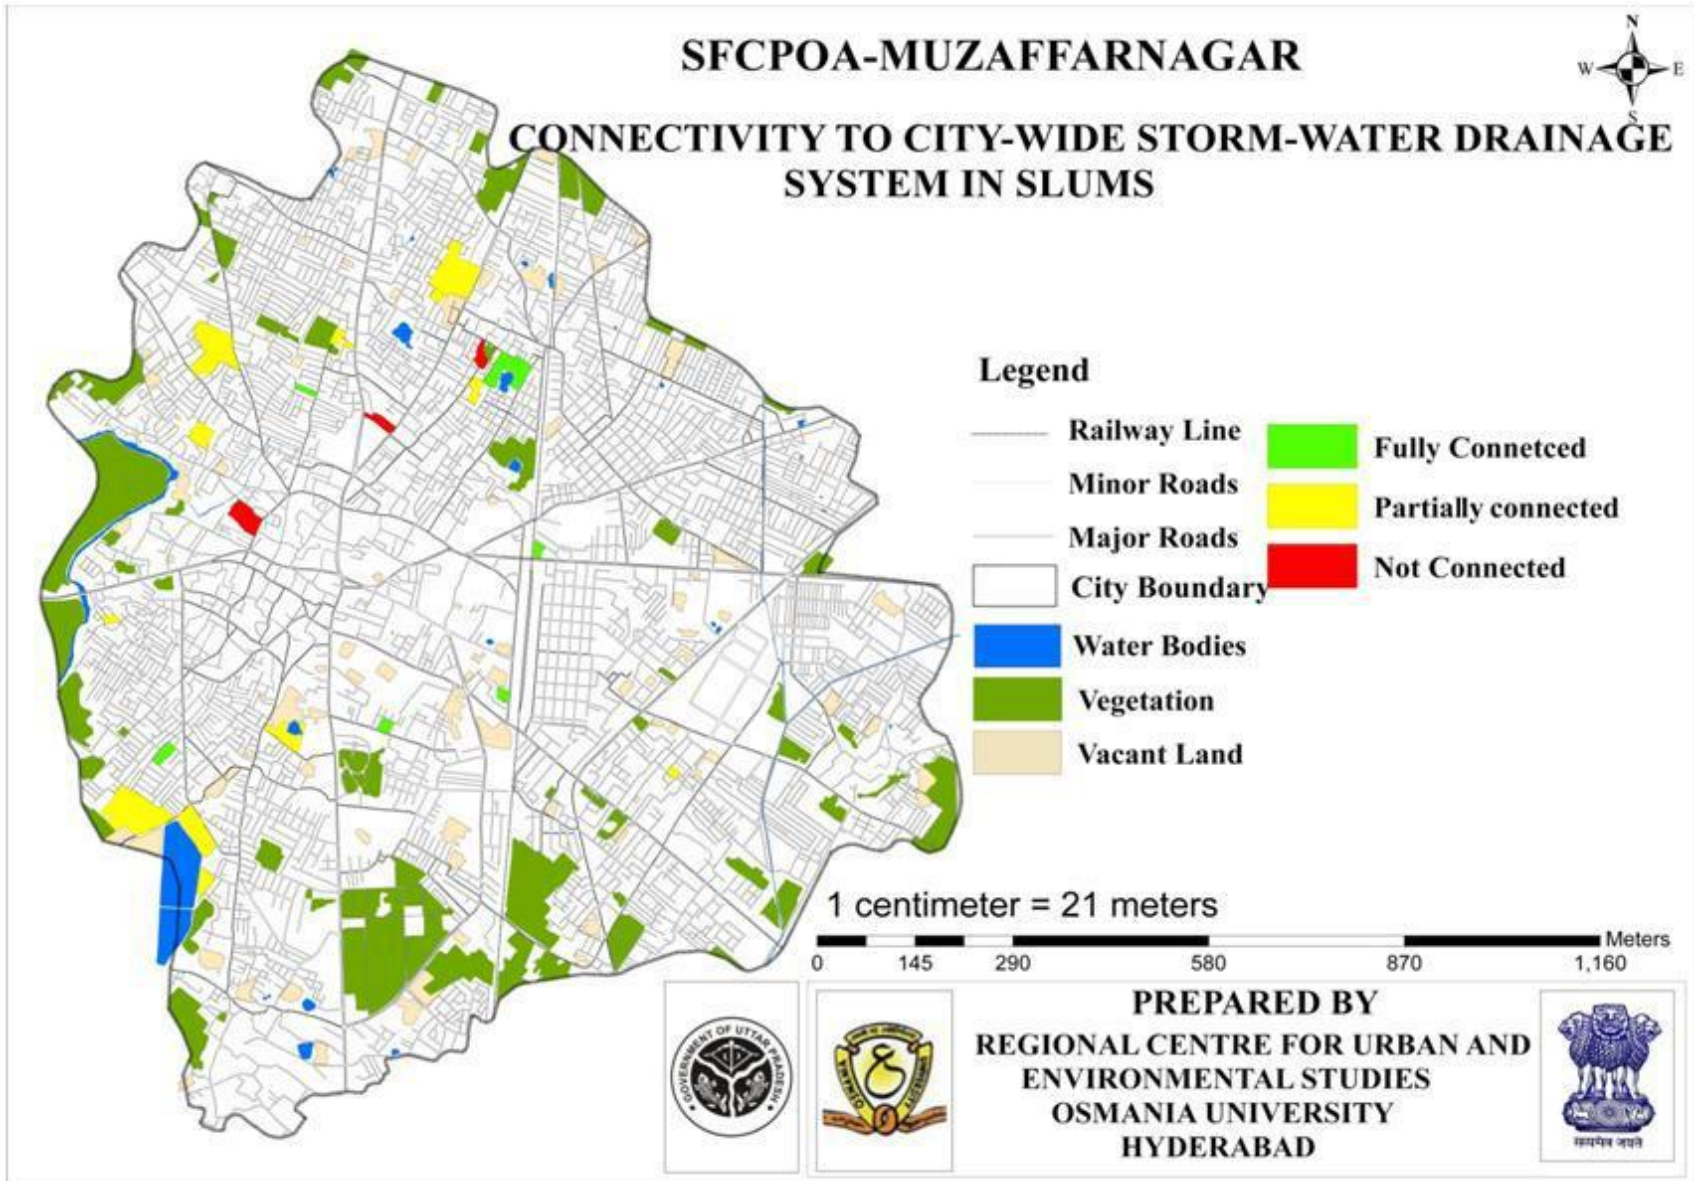 SFCPOA-MUZAFFARNAGAR
CONNECTIVITY TO CITY-WIDE STORM-WATER DRAINAGE
SYSTEM IN SLUMS
N
W
E
S
Legend
Railway Line
Minor Roads
Major Roads
City Boundary
Water Bodies
Vegetation
Vacant Land
Fully Connetced
Partially connected
Not Connected
1 centimeter = 21 meters
Meters
0 145 290 580 870 1,160
GOVERNMENT OF UTTAR PRADESH
OSMANIA UNIVERSITY
PREPARED BY
REGIONAL CENTRE FOR URBAN AND
ENVIRONMENTAL STUDIES
OSMANIA UNIVERSITY
HYDERABAD
सत्यमेव जयते